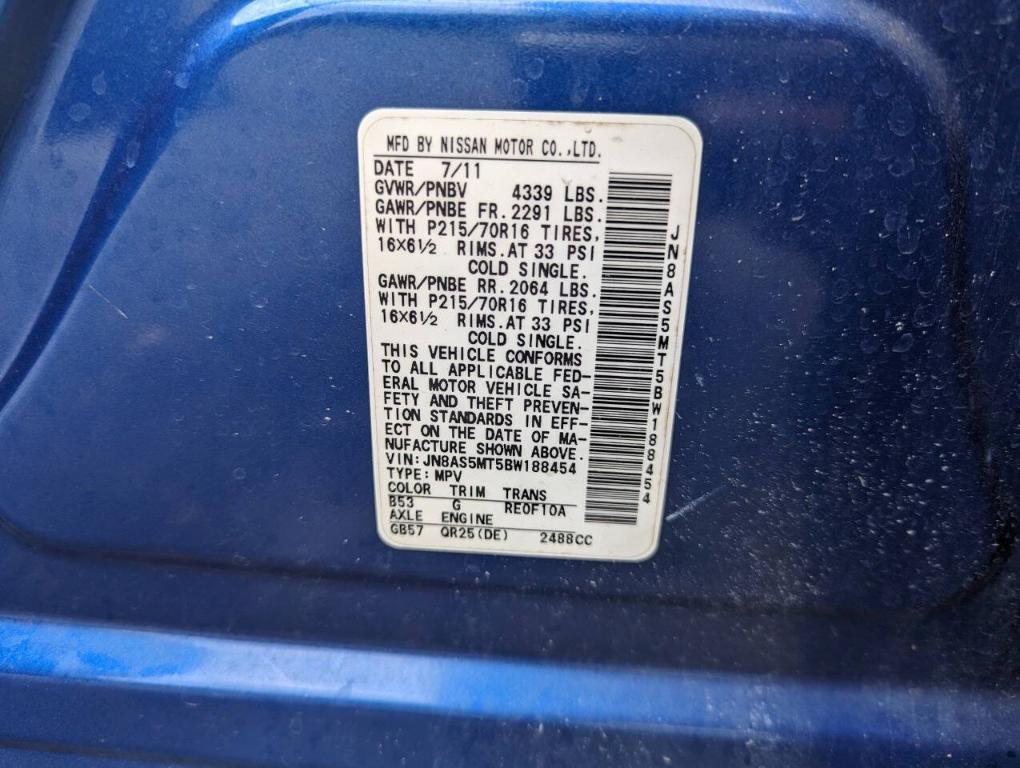 MFD BY NISSAN MOTOR CO.,LTD.
DATE 7/11
GVWR/PNBV 4339 LBS.
GAWR/PNBE FR. 2291 LBS.
WITH P215/70R16 TIRES,
16X6½ RIMS. AT 33 PSI
COLD SINGLE.
GAWR/PNBE RR. 2064 LBS.
WITH P215/70R16 TIRES,
16X6½ RIMS. AT 33 PSI
COLD SINGLE.
THIS VEHICLE CONFORMS
TO ALL APPLICABLE FED-
ERAL MOTOR VEHICLE SA-
FETY AND THEFT PREVEN-
TION STANDARDS IN EFF-
ECT ON THE DATE OF MA-
NUFACTURE SHOWN ABOVE.
VIN: JN8AS5MT5BW188454
TYPE: MPV
COLOR TRIM TRANS
B53 G RE0F10A
AXLE ENGINE
GB57 QR25(DE) 2488CC
JN8AS5MT5BW188454